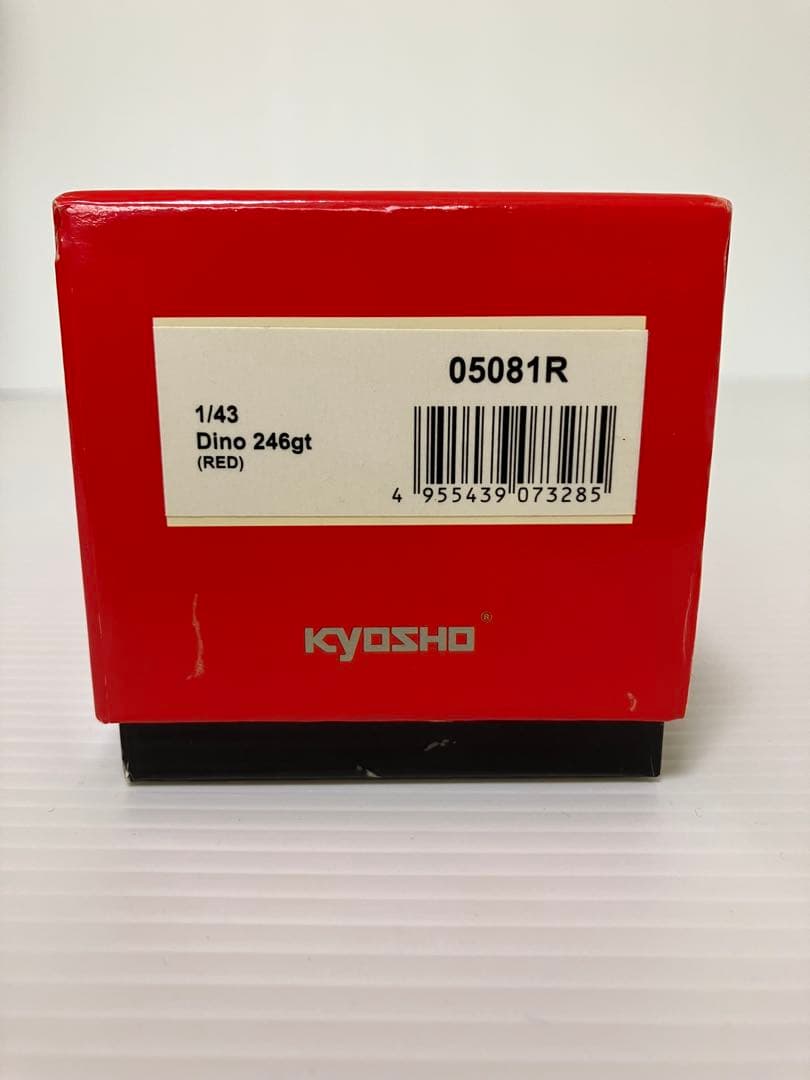 05081R
1/43
Dino 246gt
(RED)
4 955439 073285
KYOSHO®